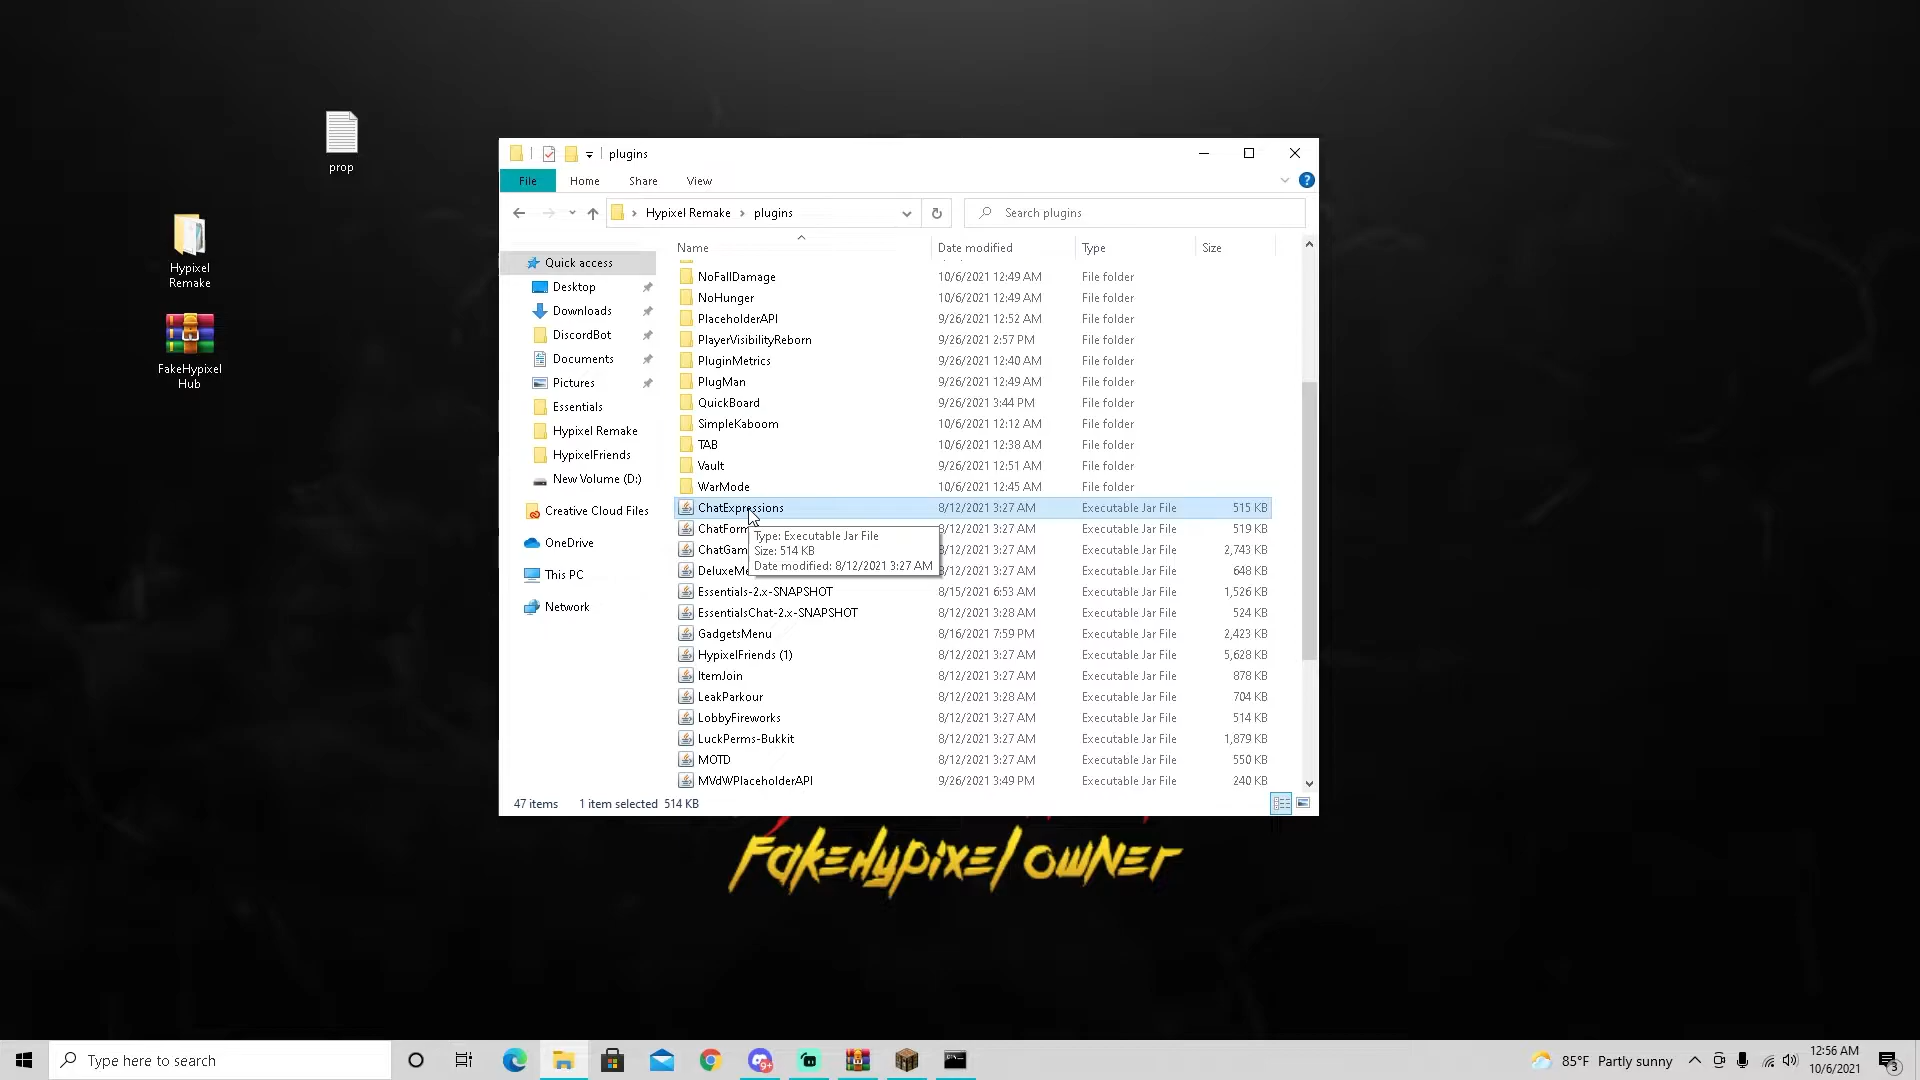 prop
Hypixel
Remake
FakeHypixel
Hub
plugins
File Home Share View
Hypixel Remake › plugins
Search plugins
Name Date modified Type Size
Quick access
Desktop
Downloads
DiscordBot
Documents
Pictures
Essentials
Hypixel Remake
HypixelFriends
New Volume (D:)
Creative Cloud Files
OneDrive
This PC
Network
NoFallDamage 10/6/2021 12:49 AM File folder
NoHunger 10/6/2021 12:49 AM File folder
PlaceholderAPI 9/26/2021 12:52 AM File folder
PlayerVisibilityReborn 9/26/2021 2:57 PM File folder
PluginMetrics 9/26/2021 12:40 AM File folder
PlugMan 9/26/2021 12:49 AM File folder
QuickBoard 9/26/2021 3:44 PM File folder
SimpleKaboom 10/6/2021 12:12 AM File folder
TAB 10/6/2021 12:38 AM File folder
Vault 9/26/2021 12:51 AM File folder
WarMode 10/6/2021 12:45 AM File folder
ChatExpressions 8/12/2021 3:27 AM Executable Jar File 515 KB
ChatForm 8/12/2021 3:27 AM Executable Jar File 519 KB
ChatGam 8/12/2021 3:27 AM Executable Jar File 2,743 KB
DeluxeMe 8/12/2021 3:27 AM Executable Jar File 648 KB
Type: Executable Jar File
Size: 514 KB
Date modified: 8/12/2021 3:27 AM
Essentials-2.x-SNAPSHOT 8/15/2021 6:53 AM Executable Jar File 1,526 KB
EssentialsChat-2.x-SNAPSHOT 8/12/2021 3:28 AM Executable Jar File 524 KB
GadgetsMenu 8/16/2021 7:59 PM Executable Jar File 2,423 KB
HypixelFriends (1) 8/12/2021 3:27 AM Executable Jar File 5,628 KB
ItemJoin 8/12/2021 3:27 AM Executable Jar File 878 KB
LeakParkour 8/12/2021 3:28 AM Executable Jar File 704 KB
LobbyFireworks 8/12/2021 3:27 AM Executable Jar File 514 KB
LuckPerms-Bukkit 8/12/2021 3:27 AM Executable Jar File 1,879 KB
MOTD 8/12/2021 3:27 AM Executable Jar File 550 KB
MVdWPlaceholderAPI 9/26/2021 3:49 PM Executable Jar File 240 KB
47 items 1 item selected 514 KB
FakeHypixel Owner
Type here to search
85°F Partly sunny
12:56 AM
10/6/2021
3